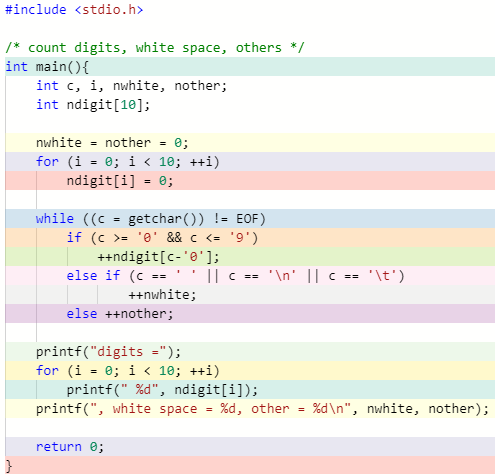 #include <stdio.h>

/* count digits, white space, others */
int main(){
    int c, i, nwhite, nother;
    int ndigit[10];

    nwhite = nother = 0;
    for (i = 0; i < 10; ++i)
        ndigit[i] = 0;

    while ((c = getchar()) != EOF)
        if (c >= '0' && c <= '9')
            ++ndigit[c-'0'];
        else if (c == ' ' || c == '\n' || c == '\t')
                ++nwhite;
        else ++nother;

    printf("digits =");
    for (i = 0; i < 10; ++i)
        printf(" %d", ndigit[i]);
    printf(", white space = %d, other = %d\n", nwhite, nother);

    return 0;
}